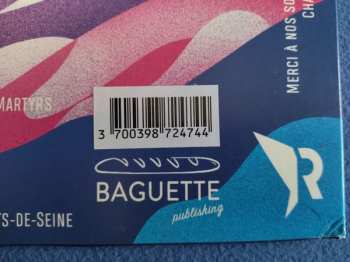 MARTYRS
MERCI À NOS SO
CHA
3 700398 724744
BAGUETTE
publishing
R
TS-DE-SEINE